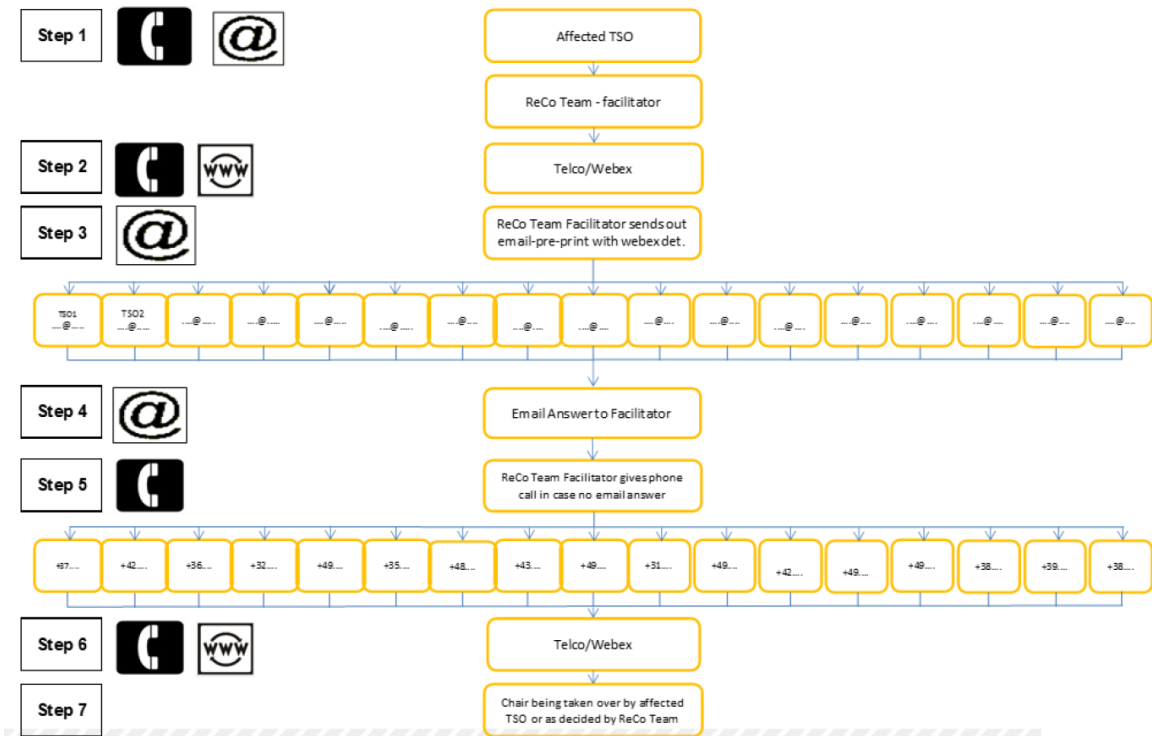 Step 1
@
Affected TSO
ReCo Team - facilitator
Step 2
WWW
Telco/Webex
Step 3
@
ReCo Team Facilitator sends out
email-pre-print with webex det.
TSO1
....@.....
TSO2
....@.....
....@.....
....@.....
....@.....
....@.....
....@....
....@....
....@....
....@....
....@....
....@....
....@....
....@....
....@....
....@....
....@....
Step 4
@
Email Answer to Facilitator
Step 5
ReCo Team Facilitator gives phone
call in case no email answer
+37.... +42.... +36.... +32.... +49.... +35.... +48.... +43.... +49.... +31.... +49.... +42.... +49.... +49.... +38.... +39.... +38....
Step 6
WWW
Telco/Webex
Step 7
Chair being taken over by affected
TSO or as decided by ReCo Team